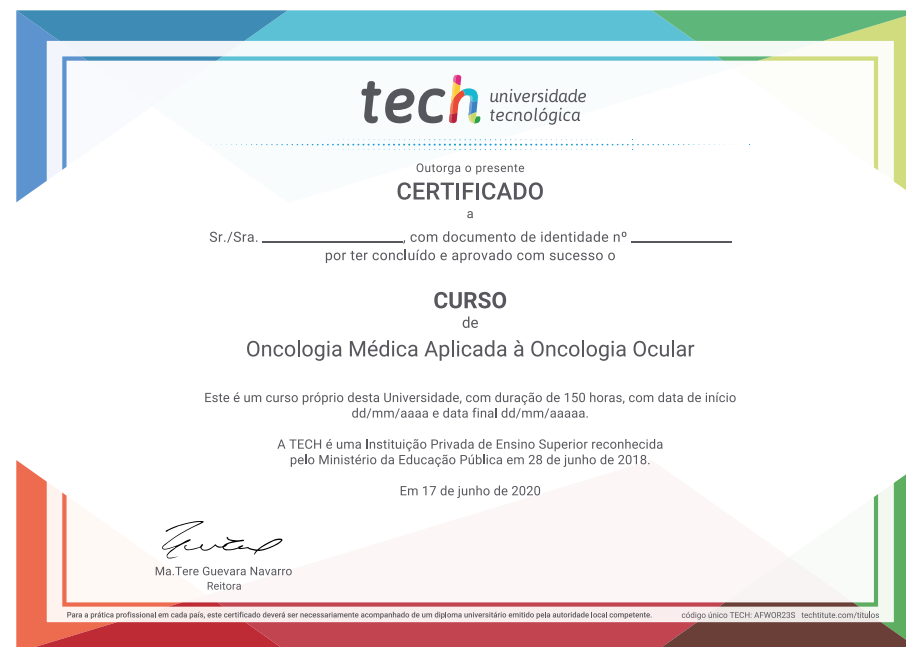 tech universidade
tecnológica
Outorga o presente
CERTIFICADO
a
Sr./Sra. ____________, com documento de identidade nº ____________
por ter concluído e aprovado com sucesso o
CURSO
de
Oncologia Médica Aplicada à Oncologia Ocular
Este é um curso próprio desta Universidade, com duração de 150 horas, com data de início
dd/mm/aaaa e data final dd/mm/aaaaa.
A TECH é uma Instituição Privada de Ensino Superior reconhecida
pelo Ministério da Educação Pública em 28 de junho de 2018.
Em 17 de junho de 2020
Ma.Tere Guevara Navarro
Reitora
Para a prática profissional em cada país, este certificado deverá ser necessariamente acompanhado de um diploma universitário emitido pela autoridade local competente. código único TECH: AFWOR23S techtitute.com/titulos